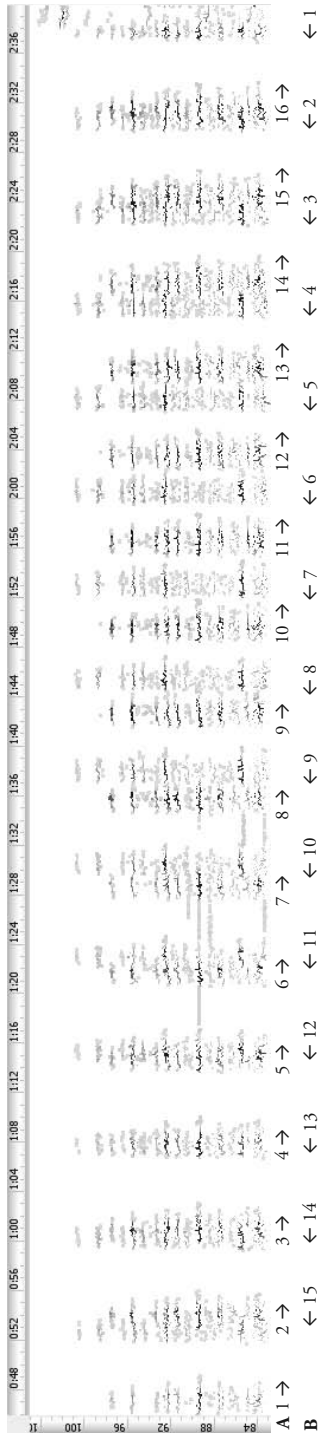 0:48 0:52 0:56 1:00 1:04 1:08 1:12 1:16 1:20 1:24 1:28 1:32 1:36 1:40 1:44 1:48 1:52 1:56 2:00 2:04 2:08 2:12 2:16 2:20 2:24 2:28 2:32 2:36
10
100
96
92
88
84
A 1 → 2 → 3 → 4 → 5 → 6 → 7 → 8 → 9 → 10 → 11 → 12 → 13 → 14 → 15 → 16 →
B ← 15 ← 14 ← 13 ← 12 ← 11 ← 10 ← 9 ← 8 ← 7 ← 6 ← 5 ← 4 ← 3 ← 2 ← 1